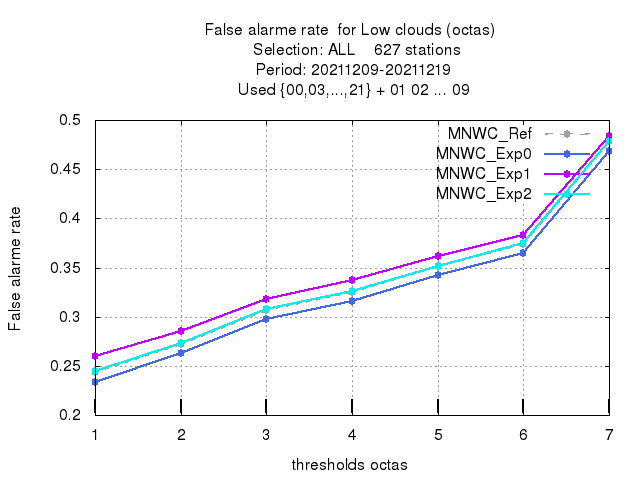 False alarme rate  for Low clouds (octas)
Selection: ALL    627 stations
Period: 20211209-20211219
Used {00,03,...,21} + 01 02 ... 09
0.5
0.45
0.4
0.35
0.3
0.25
0.2
False alarme rate
MNWC_Ref
MNWC_Exp0
MNWC_Exp1
MNWC_Exp2
1 2 3 4 5 6 7
thresholds octas